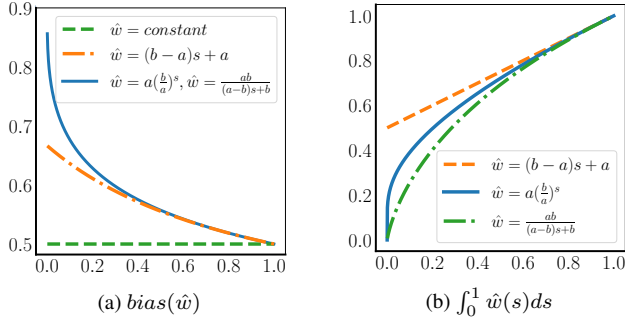 0.9
0.8
0.7
0.6
0.5
0.0 0.2 0.4 0.6 0.8 1.0
ŵ = constant
ŵ = (b − a)s + a
ŵ = a(b/a)^s, ŵ = ab/((a−b)s+b)
(a) bias(ŵ)
1.0
0.8
0.6
0.4
0.2
0.0
0.0 0.2 0.4 0.6 0.8 1.0
ŵ = (b − a)s + a
ŵ = a(b/a)^s
ŵ = ab/((a−b)s+b)
(b) ∫₀¹ ŵ(s)ds